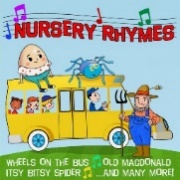 NURSERY RHYMES
WHEELS ON THE BUS OLD MACDONALD
ITSY BITSY SPIDER ...AND MANY MORE!